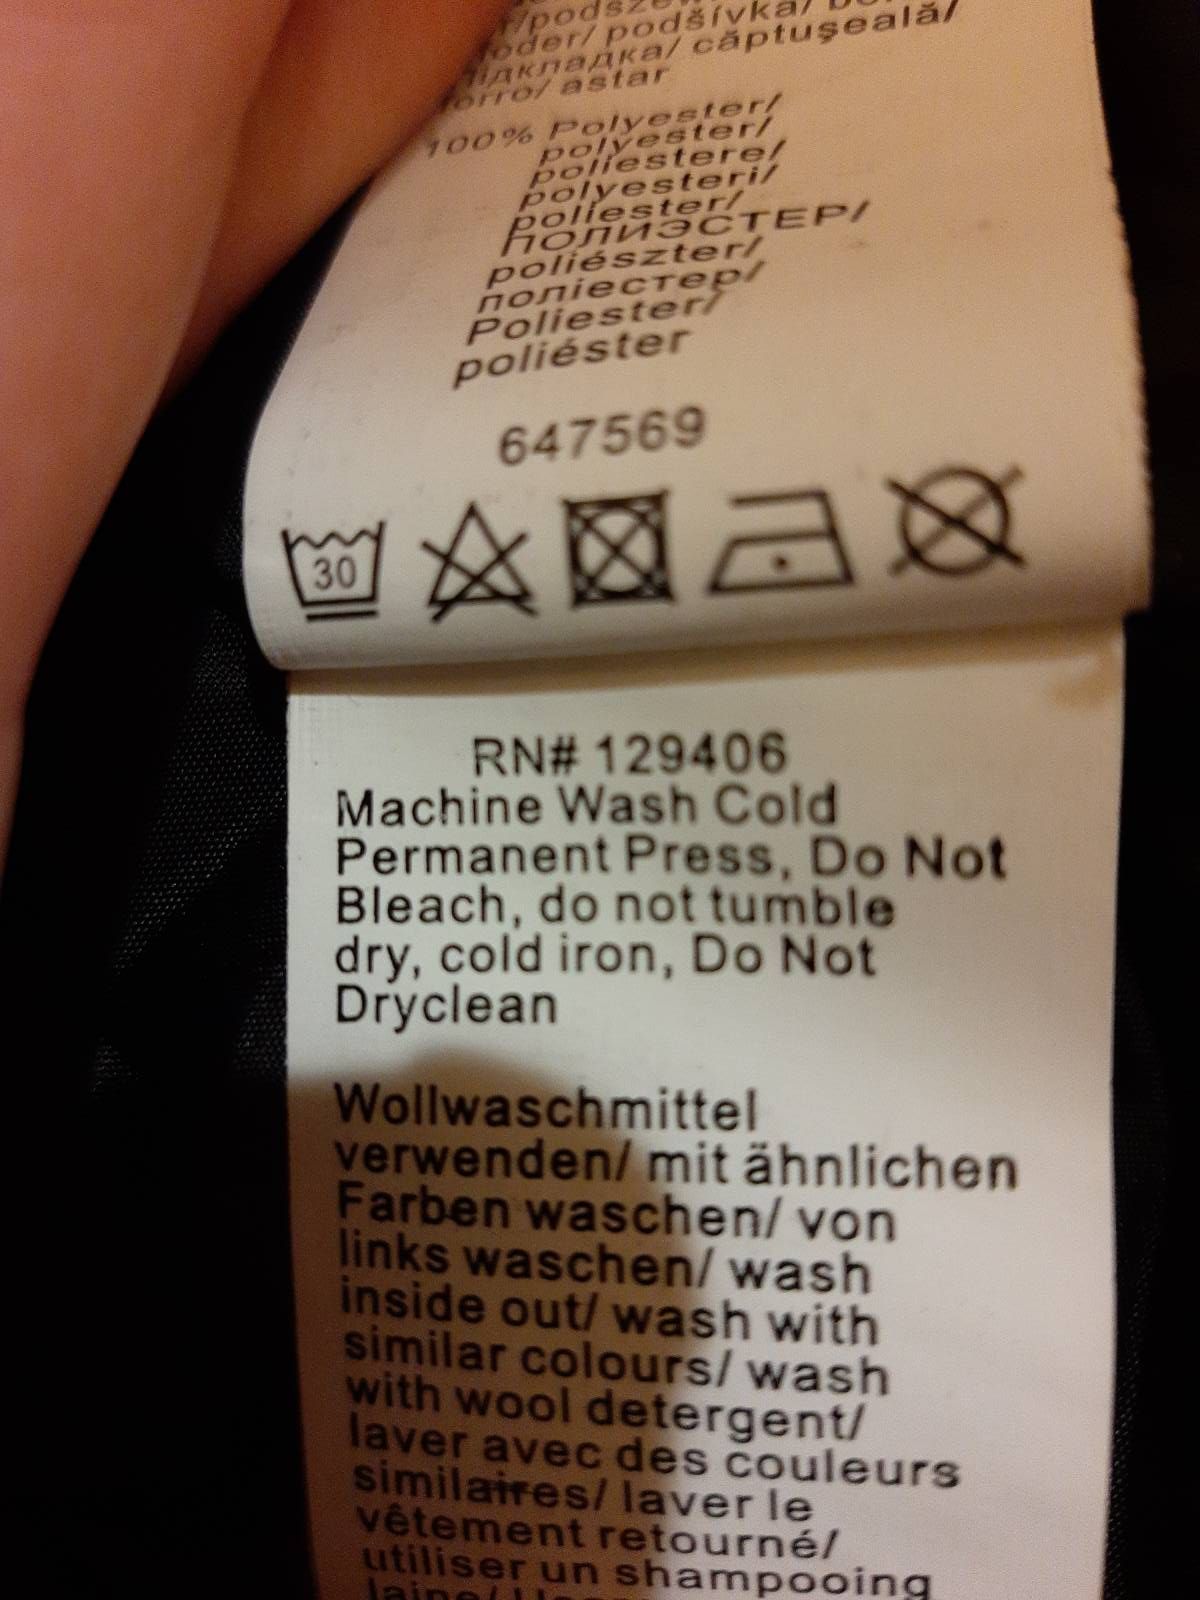 podšívka/
підкладка/ căptuşeală/
forro/ astar
100% Polyester/
polyester/
poliestere/
polyesteri/
poliester/
ПОЛИЭСТЕР/
poliészter/
поліестер/
Poliester/
poliéster
647569
30
RN# 129406
Machine Wash Cold
Permanent Press, Do Not
Bleach, do not tumble
dry, cold iron, Do Not
Dryclean
Wollwaschmittel
verwenden/ mit ähnlichen
Farben waschen/ von
links waschen/ wash
inside out/ wash with
similar colours/ wash
with wool detergent/
laver avec des couleurs
similaires/ laver le
vêtement retourné/
utiliser un shampooing
laine/